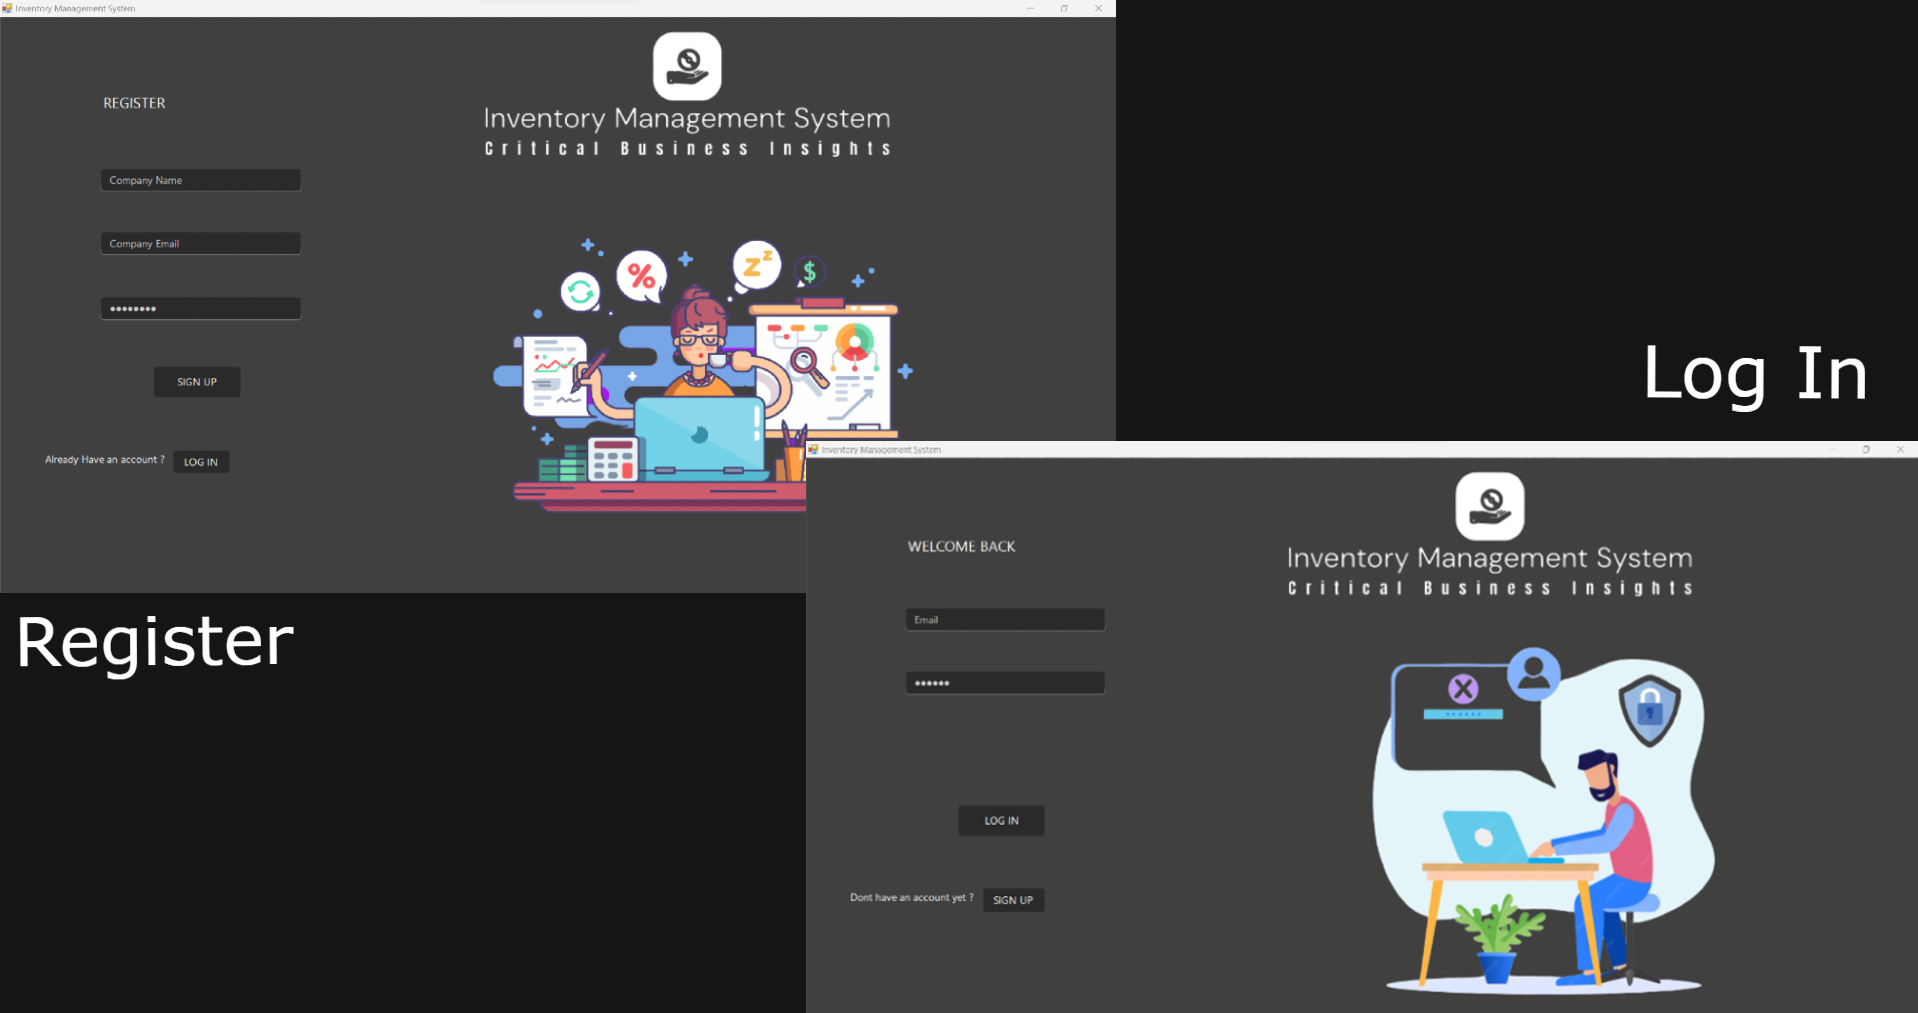 Inventory Management System
REGISTER
Inventory Management System
Critical Business Insights
Company Name
Company Email
••••••••
SIGN UP
Already Have an account ? LOG IN
%
zz
$
Register
Log In
Inventory Management System
WELCOME BACK
Inventory Management System
Critical Business Insights
Email
••••••
LOG IN
Dont have an account yet ? SIGN UP